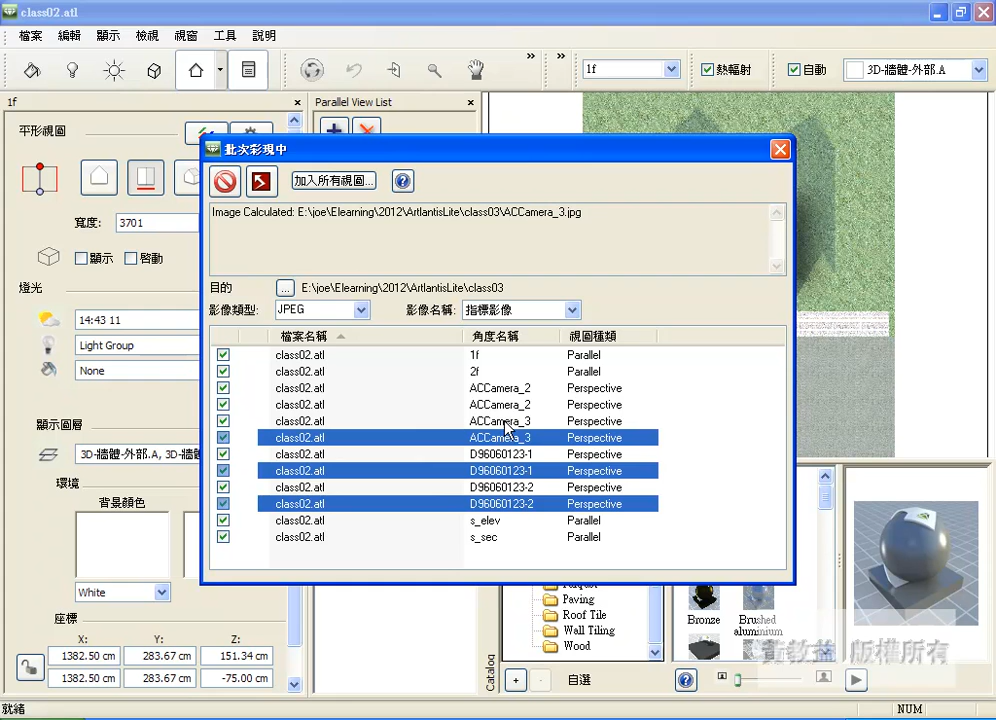 class02.atl
檔案 編輯 顯示 檢視 視窗 工具 說明
» » 1f 熱輻射 自動 3D-牆體-外部.A
1f × Parallel View List ×
平形視圖
寬度: 3701
顯示 啓動
燈光
14:43 11
Light Group
None
顯示圖層
3D-牆體-外部.A, 3D-牆
環境
背景顏色
White
座標
X: Y: Z:
1382.50 cm 283.67 cm 151.34 cm
1382.50 cm 283.67 cm -75.00 cm
就緒
批次彩現中
加入所有視圖...
Image Calculated: E:\joe\Elearning\2012\ArtlantisLite\class03\ACCamera_3.jpg
目的 ... E:\joe\Elearning\2012\ArtlantisLite\class03
影像類型: JPEG 影像名稱: 指標影像
檔案名稱 角度名稱 視圖種類
class02.atl 1f Parallel
class02.atl 2f Parallel
class02.atl ACCamera_2 Perspective
class02.atl ACCamera_2 Perspective
class02.atl ACCamera_3 Perspective
class02.atl ACCamera_3 Perspective
class02.atl D96060123-1 Perspective
class02.atl D96060123-1 Perspective
class02.atl D96060123-2 Perspective
class02.atl D96060123-2 Perspective
class02.atl s_elev Parallel
class02.atl s_sec Parallel
Paving
Roof Tile
Wall Tiling
Wood
Catalog
Bronze
Brushed aluminium
+ - 自選
版權所有
NUM